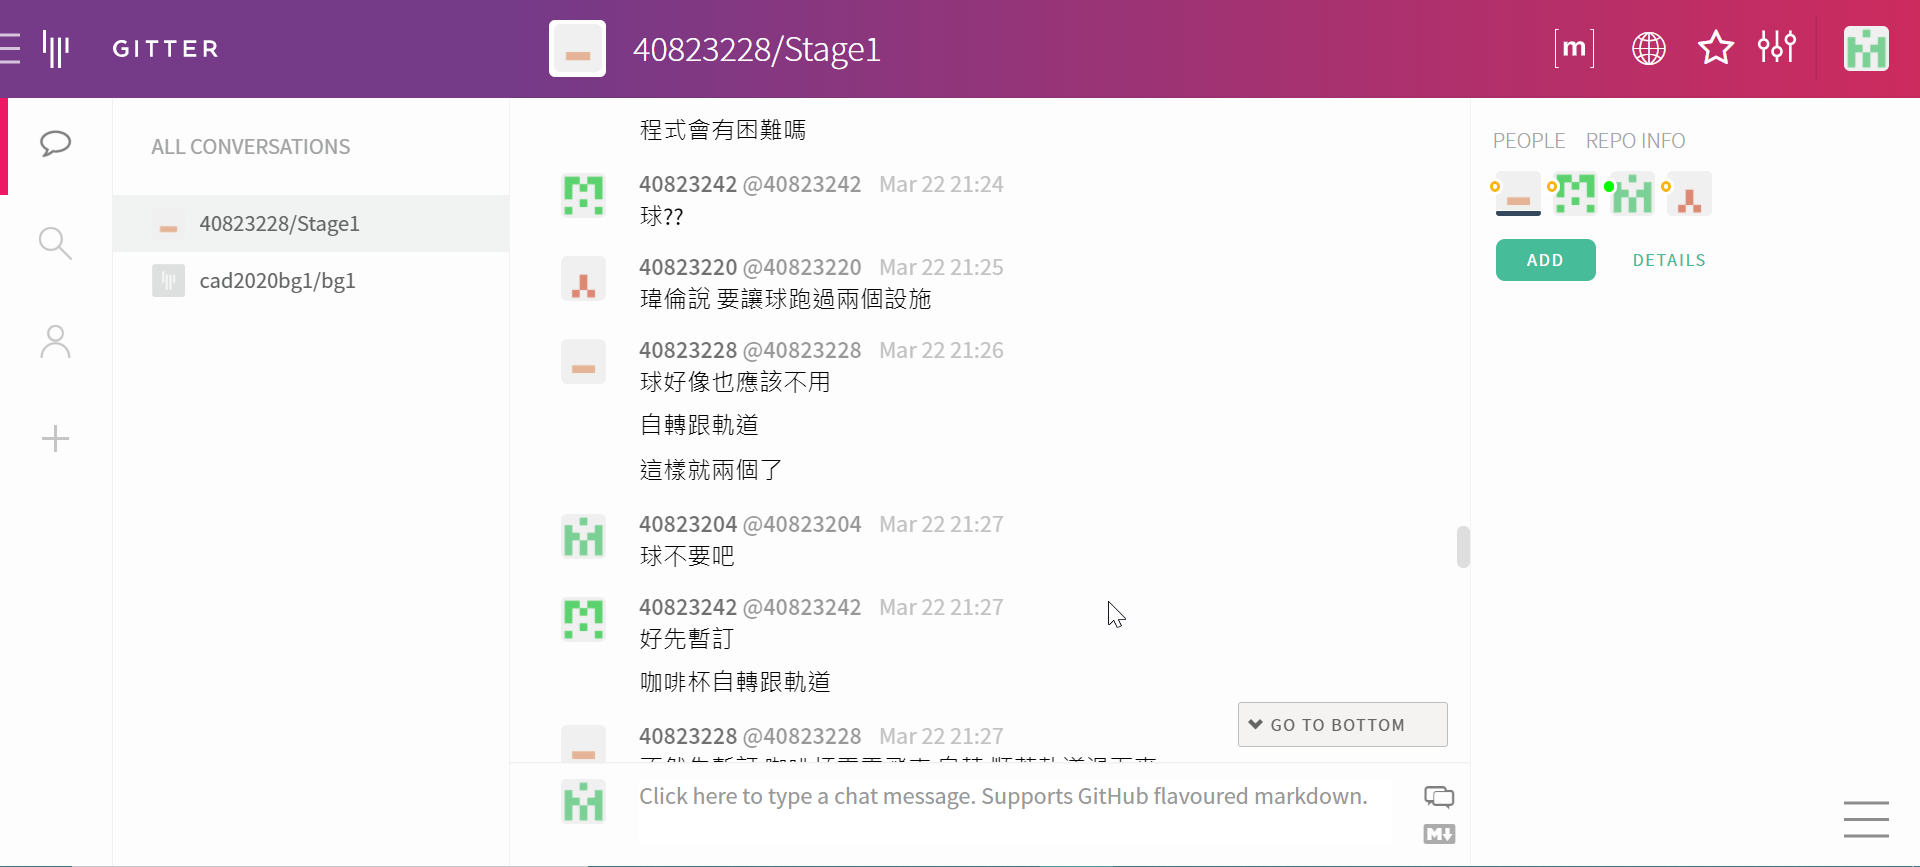 GITTER
40823228/Stage1
[m]
ALL CONVERSATIONS
40823228/Stage1
cad2020bg1/bg1
程式會有困難嗎
40823242 @40823242 Mar 22 21:24
球??
40823220 @40823220 Mar 22 21:25
瑋倫說 要讓球跑過兩個設施
40823228 @40823228 Mar 22 21:26
球好像也應該不用
自轉跟軌道
這樣就兩個了
40823204 @40823204 Mar 22 21:27
球不要吧
40823242 @40823242 Mar 22 21:27
好先暫訂
咖啡杯自轉跟軌道
40823228 @40823228 Mar 22 21:27
GO TO BOTTOM
Click here to type a chat message. Supports GitHub flavoured markdown.
M
PEOPLE REPO INFO
ADD DETAILS